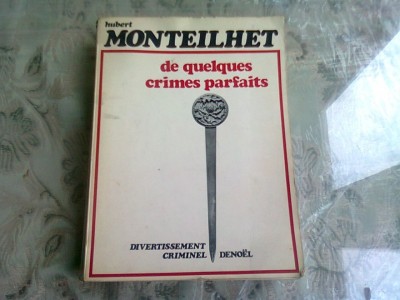 hubert
MONTEILHET
de quelques
crimes parfaits
DIVERTISSEMENT
CRIMINEL DENOËL